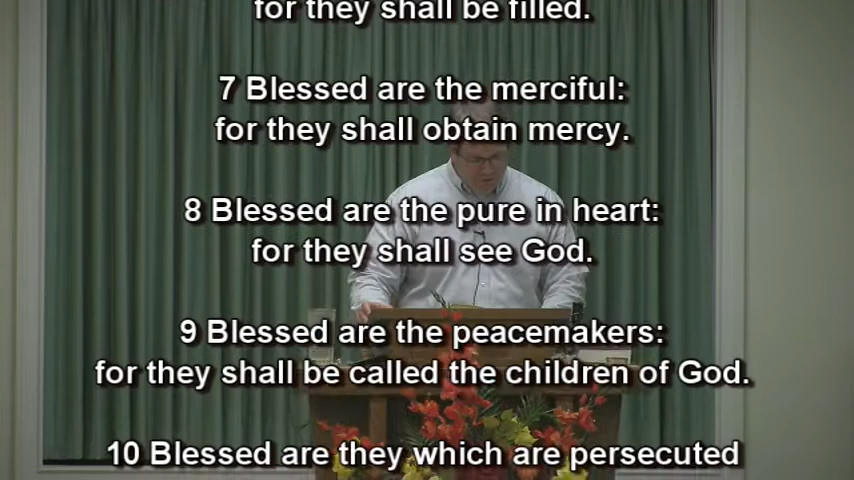 for they shall be filled.
7 Blessed are the merciful:
for they shall obtain mercy.
8 Blessed are the pure in heart:
for they shall see God.
9 Blessed are the peacemakers:
for they shall be called the children of God.
10 Blessed are they which are persecuted